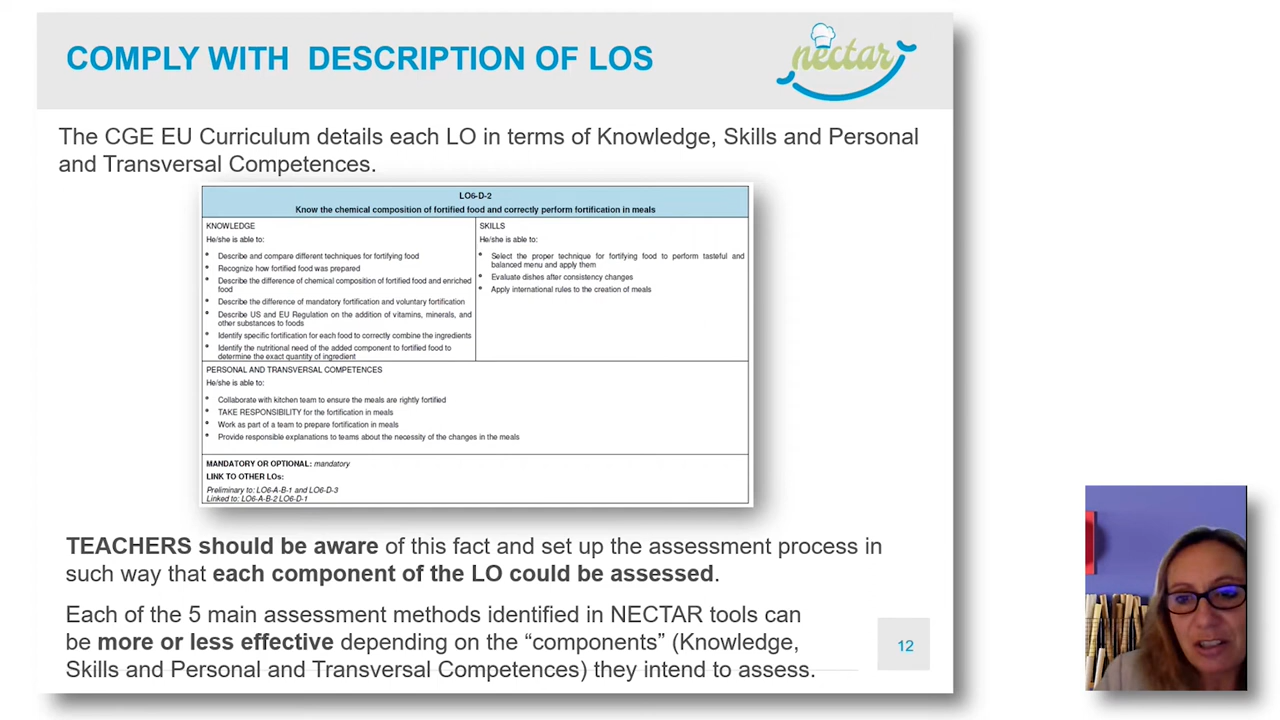 COMPLY WITH DESCRIPTION OF LOS
nectar
The CGE EU Curriculum details each LO in terms of Knowledge, Skills and Personal
and Transversal Competences.
LO6-D-2
Know the chemical composition of fortified food and correctly perform fortification in meals
KNOWLEDGE
He/she is able to:
• Describe and compare different techniques for fortifying food
• Recognize how fortified food was prepared
• Describe the difference of chemical composition of fortified food and enriched
food
• Describe the difference of mandatory fortification and voluntary fortification
• Describe US and EU Regulation on the addition of vitamins, minerals, and
other substances to foods
• Identify specific fortification for each food to correctly combine the ingredients
• Identify the nutritional need of the added component to fortified food to
determine the exact quantity of ingredient
SKILLS
He/she is able to:
• Select the proper technique for fortifying food to perform tasteful and
balanced menu and apply them
• Evaluate dishes after consistency changes
• Apply international rules to the creation of meals
PERSONAL AND TRANSVERSAL COMPETENCES
He/she is able to:
• Collaborate with kitchen team to ensure the meals are rightly fortified
• TAKE RESPONSIBILITY for the fortification in meals
• Work as part of a team to prepare fortification in meals
• Provide responsible explanations to teams about the necessity of the changes in the meals
MANDATORY OR OPTIONAL: mandatory
LINK TO OTHER LOs:
Preliminary to: LO6-A-B-1 and LO6-D-3
Linked to: LO6-A-B-2 LO6-D-1
TEACHERS should be aware of this fact and set up the assessment process in
such way that each component of the LO could be assessed.
Each of the 5 main assessment methods identified in NECTAR tools can
be more or less effective depending on the “components” (Knowledge,
Skills and Personal and Transversal Competences) they intend to assess.
12